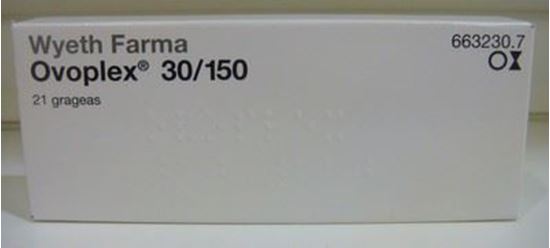 Wyeth Farma
Ovoplex® 30/150
21 grageas
663230.7